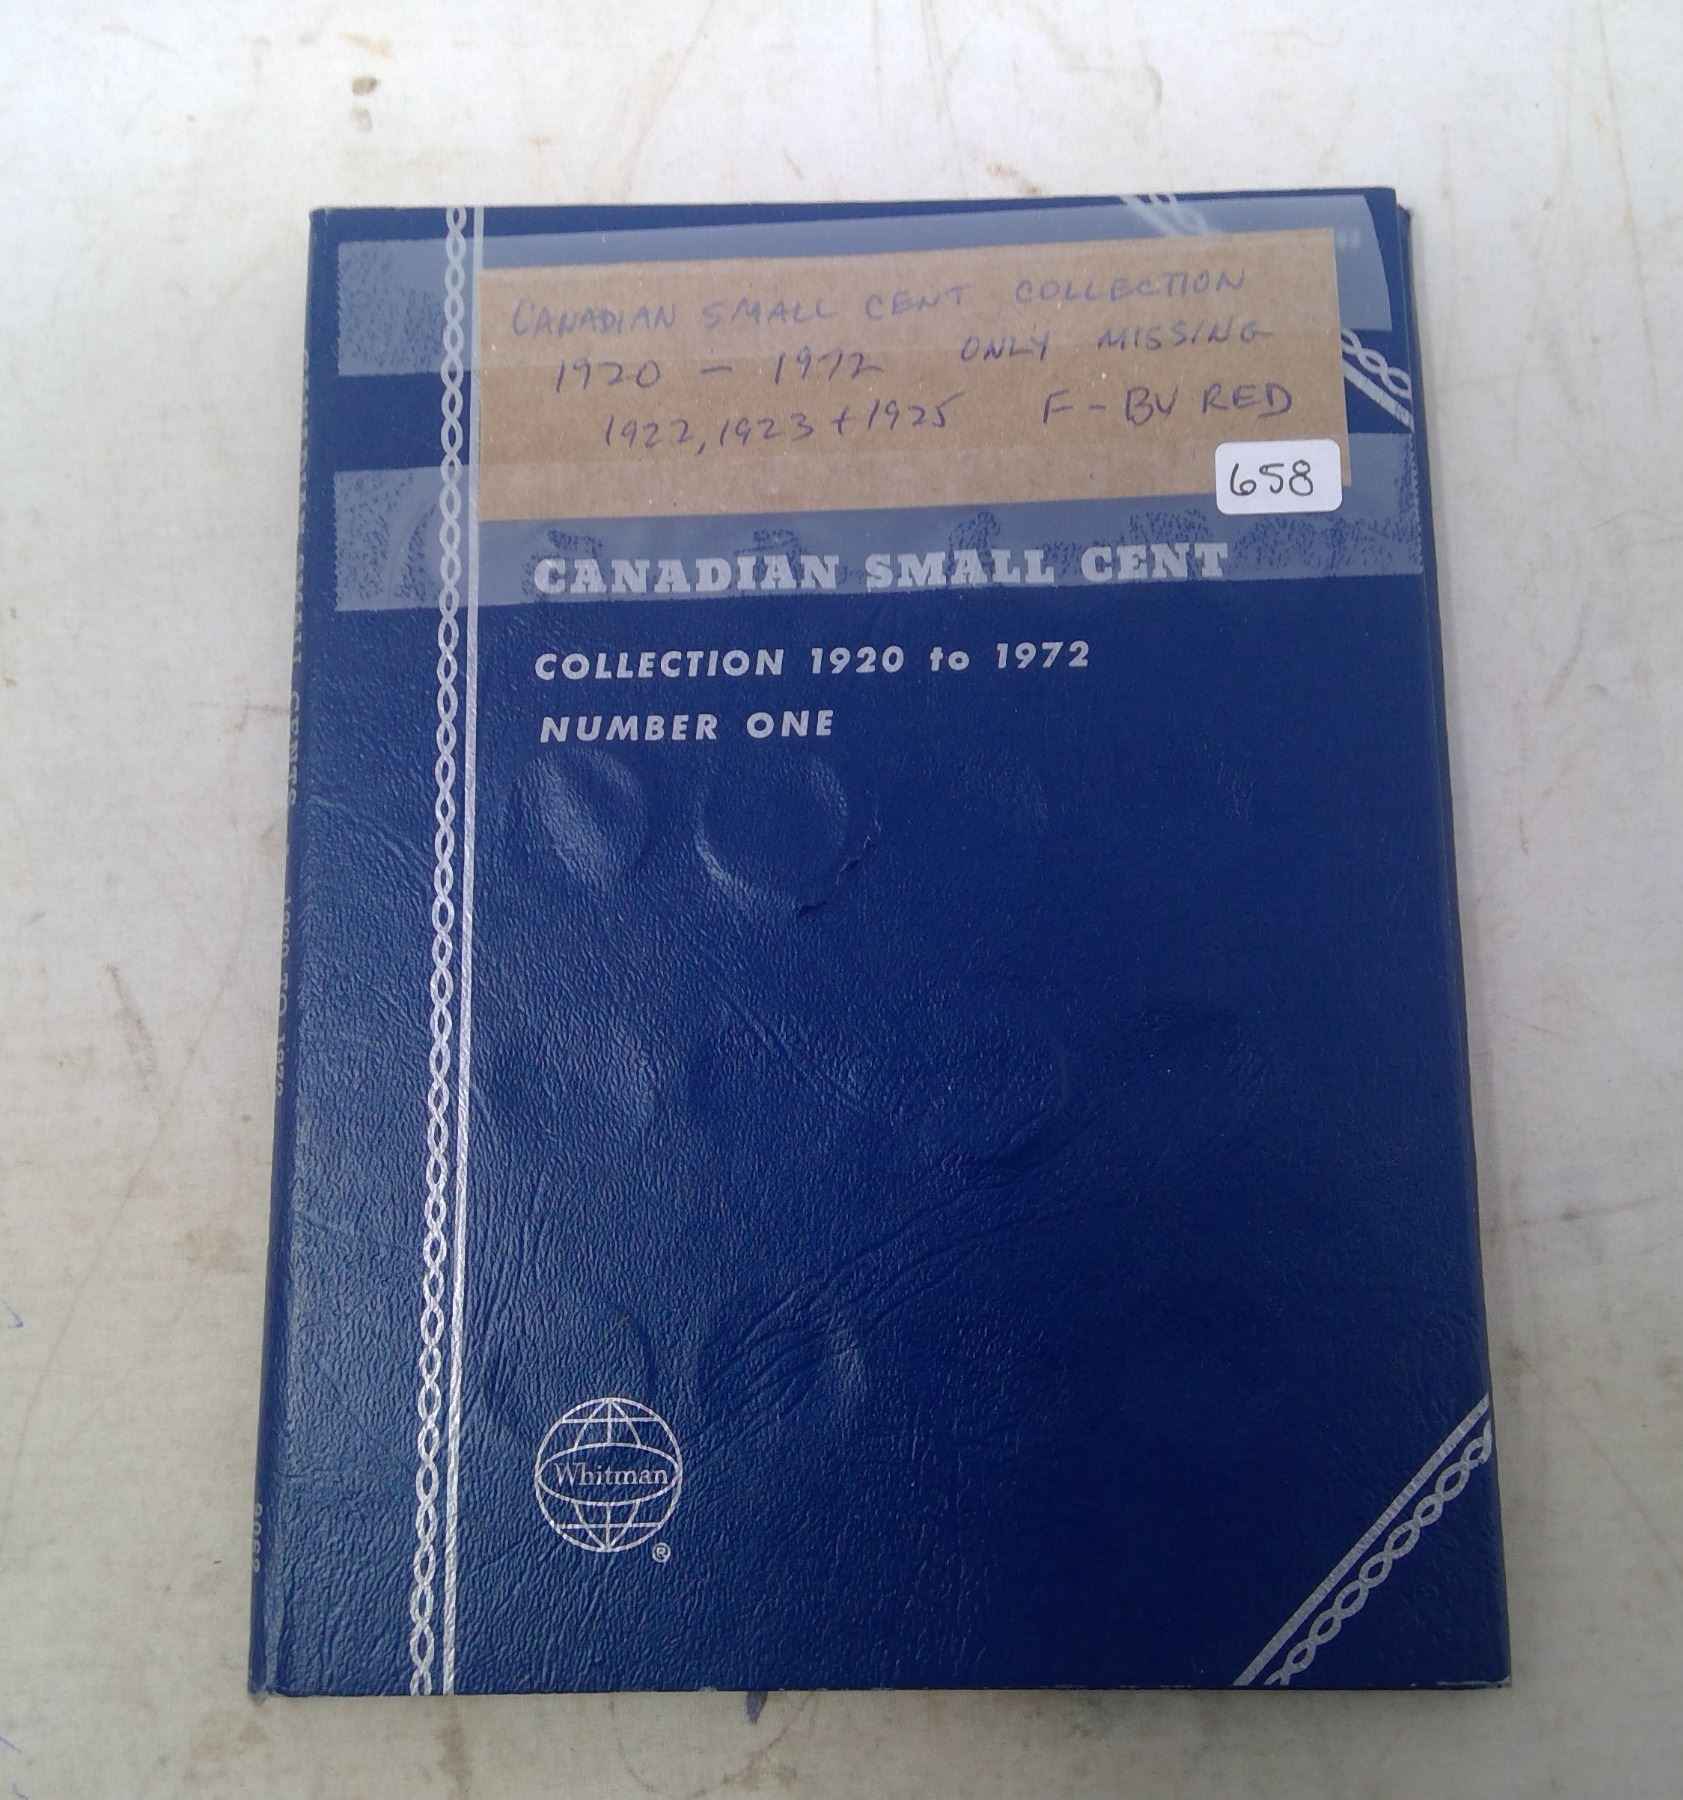 CANADIAN SMALL CENT COLLECTION
1920 - 1972 ONLY MISSING
1922, 1923 + 1925 F - BU RED
658
CANADIAN SMALL CENT
COLLECTION 1920 to 1972
NUMBER ONE
Whitman
®